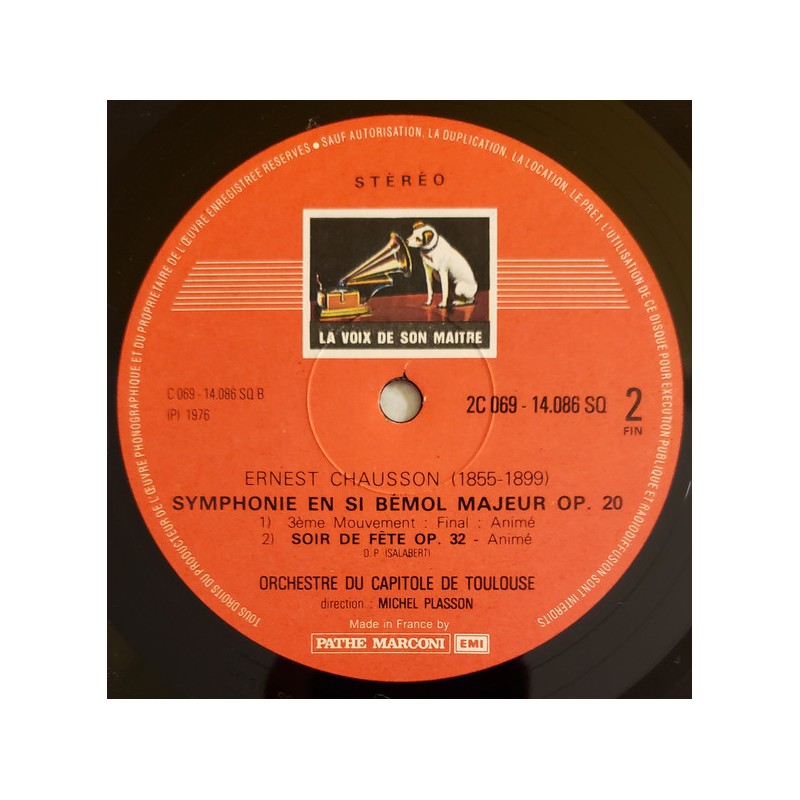 TOUS DROITS DU PRODUCTEUR DE L'ŒUVRE PHONOGRAPHIQUE ET DU PROPRIETAIRE DE L'ŒUVRE ENREGISTREE RESERVES ● SAUF AUTORISATION, LA DUPLICATION, LA LOCATION, LE PRET, L'UTILISATION DE CE DISQUE POUR EXECUTION PUBLIQUE ET RADIODIFFUSION SONT INTERDITS
STÉRÉO
LA VOIX DE SON MAITRE
C 069 - 14.086 SQ B
(P) 1976
2C 069 - 14.086 SQ
2
FIN
ERNEST CHAUSSON (1855-1899)
SYMPHONIE EN SI BÉMOL MAJEUR OP. 20
1) 3ème Mouvement : Final : Animé
2) SOIR DE FÊTE OP. 32 - Animé
D.P. (SALABERT)
ORCHESTRE DU CAPITOLE DE TOULOUSE
direction : MICHEL PLASSON
Made in France by
PATHE MARCONI EMI